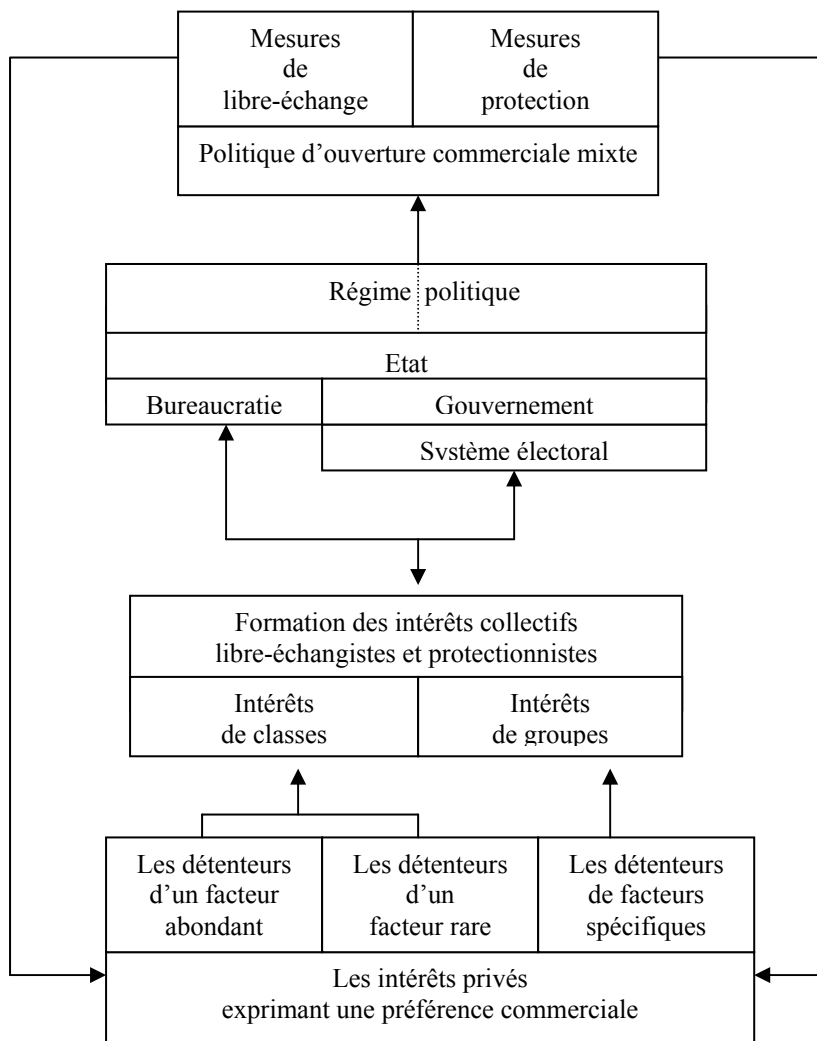 Mesures
de
libre-échange
Mesures
de
protection
Politique d’ouverture commerciale mixte
Régime politique
Etat
Bureaucratie
Gouvernement
Système électoral
Formation des intérêts collectifs
libre-échangistes et protectionnistes
Intérêts
de classes
Intérêts
de groupes
Les détenteurs
d’un facteur
abondant
Les détenteurs
d’un
facteur rare
Les détenteurs
de facteurs
spécifiques
Les intérêts privés
exprimant une préférence commerciale